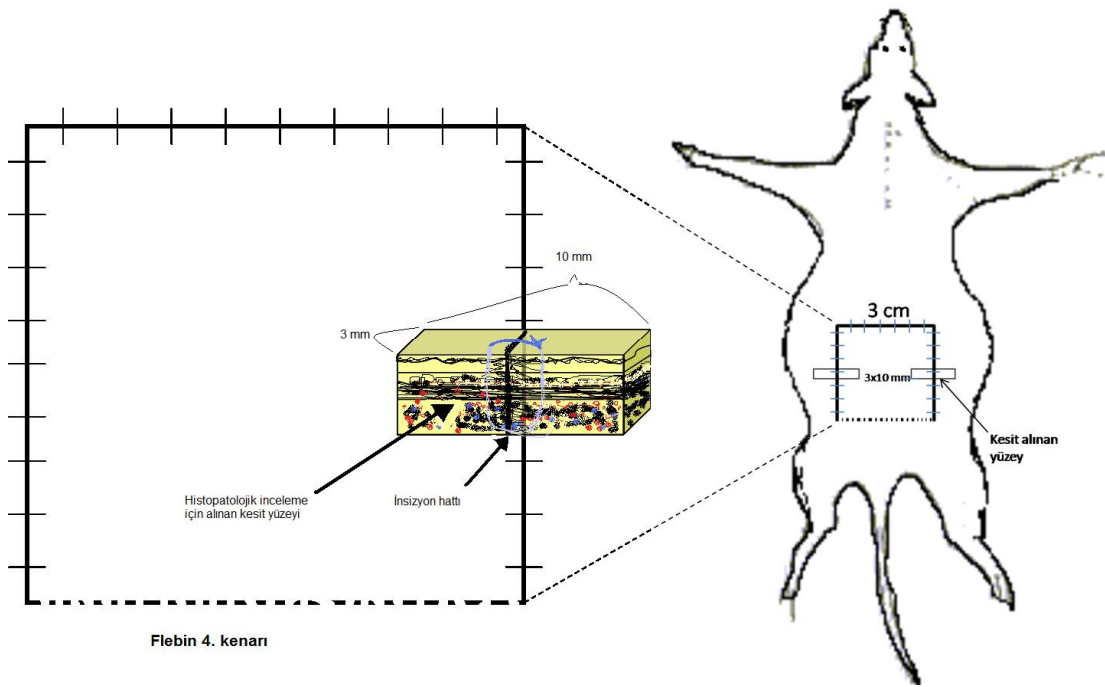 10 mm
3 mm
Histopatolojik inceleme
için alınan kesit yüzeyi
İnsizyon hattı
Flebin 4. kenarı
3 cm
3x10 mm
Kesit alınan
yüzey